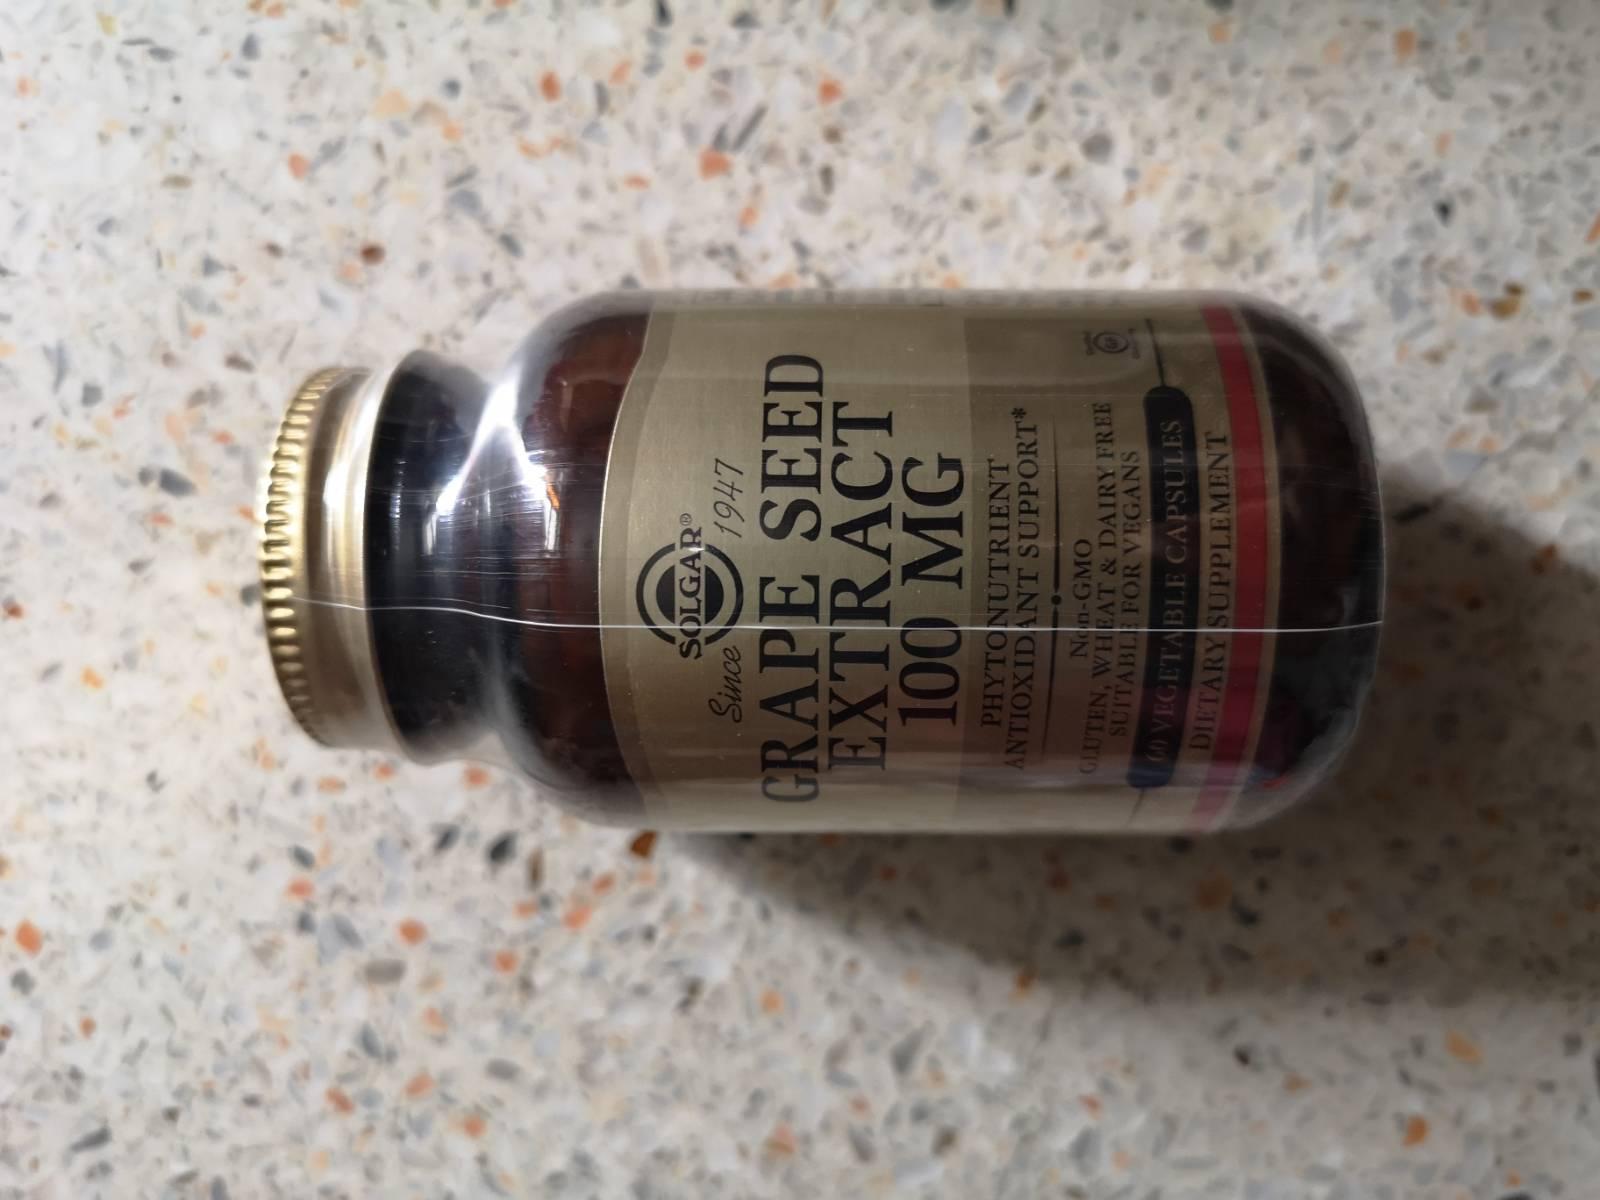 SOLGAR®
Since 1947
GRAPE SEED
EXTRACT
100 MG
PHYTONUTRIENT
ANTIOXIDANT SUPPORT*
Non-GMO
GLUTEN, WHEAT & DAIRY FREE
SUITABLE FOR VEGANS
60 VEGETABLE CAPSULES
DIETARY SUPPLEMENT